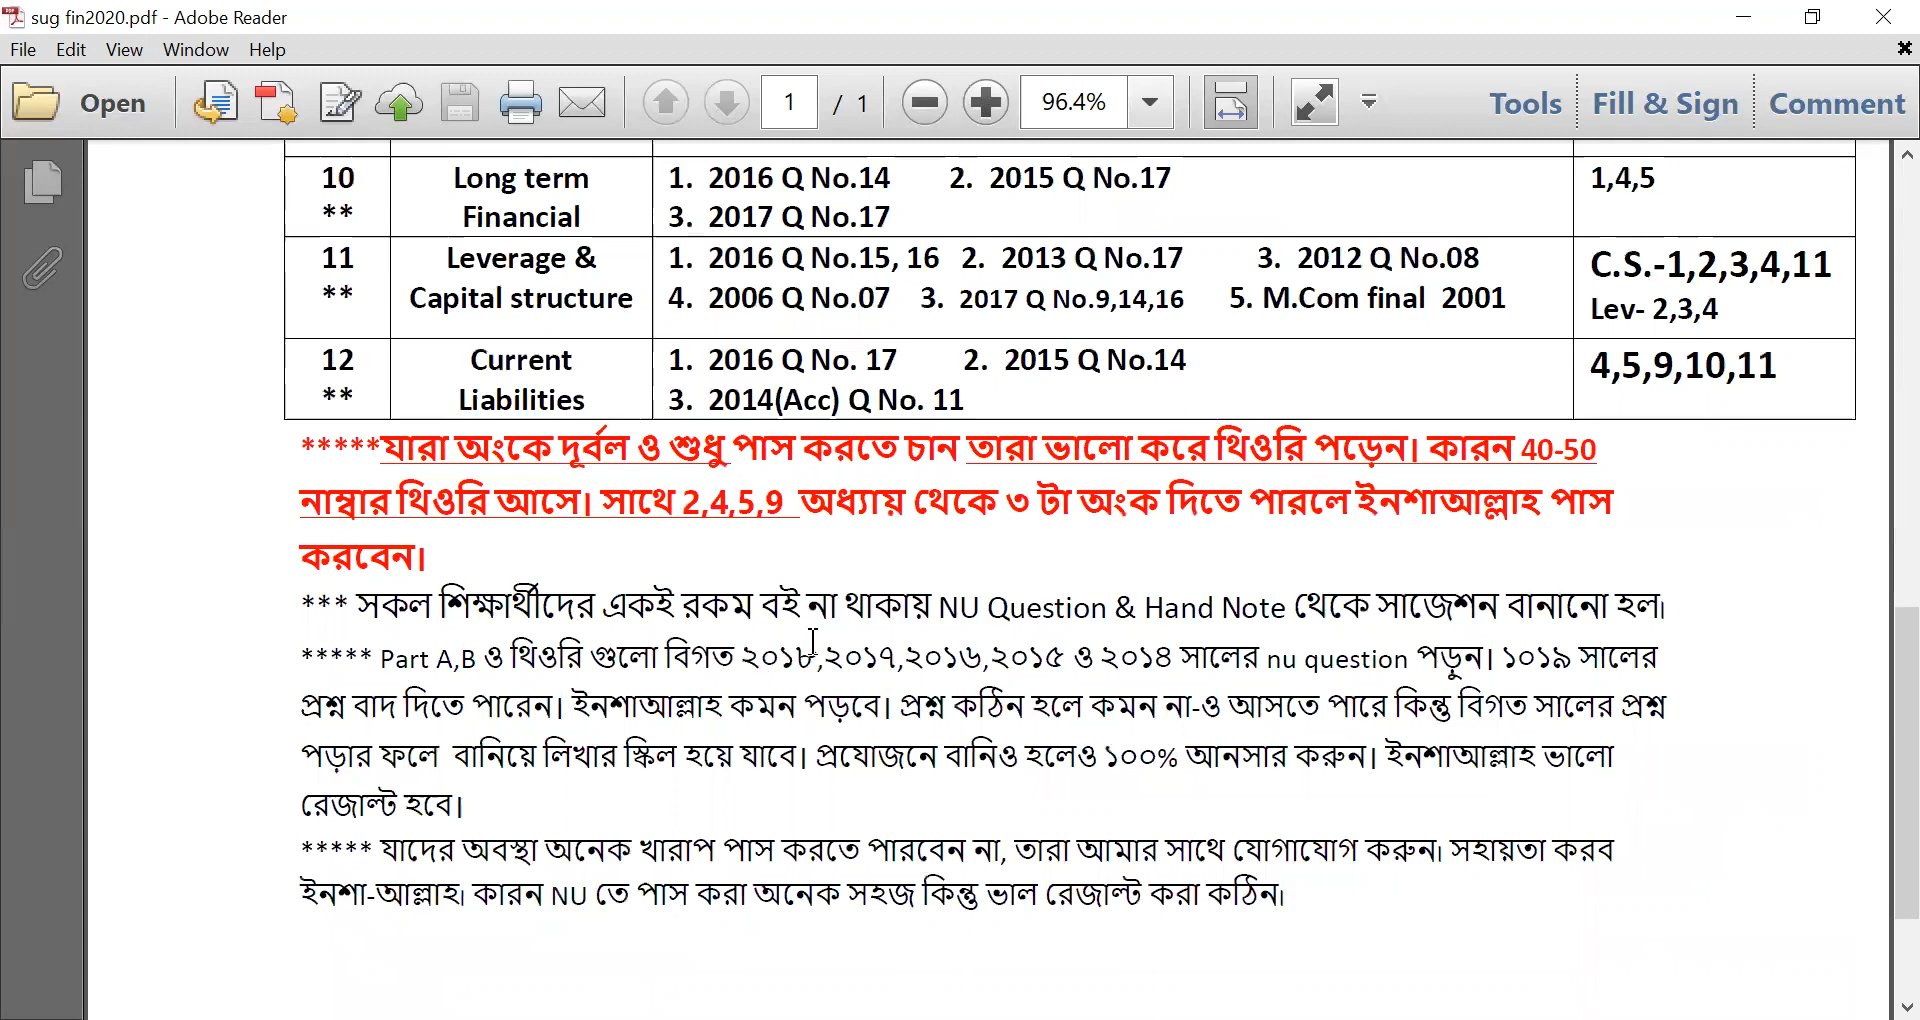 sug fin2020.pdf - Adobe Reader
File Edit View Window Help
Open 1 / 1 96.4% Tools Fill & Sign Comment
10 Long term 1. 2016 Q No.14 2. 2015 Q No.17 1,4,5
** Financial 3. 2017 Q No.17
11 Leverage & 1. 2016 Q No.15, 16 2. 2013 Q No.17 3. 2012 Q No.08 C.S.-1,2,3,4,11
** Capital structure 4. 2006 Q No.07 3. 2017 Q No.9,14,16 5. M.Com final 2001 Lev- 2,3,4
12 Current 1. 2016 Q No. 17 2. 2015 Q No.14 4,5,9,10,11
** Liabilities 3. 2014(Acc) Q No. 11
*****যারা অংকে দূর্বল ও শুধু পাস করতে চান তারা ভালো করে থিওরি পড়েন। কারন 40-50
নাম্বার থিওরি আসে। সাথে 2,4,5,9 অধ্যায় থেকে ৩ টা অংক দিতে পারলে ইনশাআল্লাহ পাস
করবেন।
*** সকল শিক্ষার্থীদের একই রকম বই না থাকায় NU Question & Hand Note থেকে সাজেশন বানানো হল।
***** Part A,B ও থিওরি গুলো বিগত ২০১৮,২০১৭,২০১৬,২০১৫ ও ২০১৪ সালের nu question পড়ুন। ১০১৯ সালের
প্রশ্ন বাদ দিতে পারেন। ইনশাআল্লাহ কমন পড়বে। প্রশ্ন কঠিন হলে কমন না-ও আসতে পারে কিন্তু বিগত সালের প্রশ্ন
পড়ার ফলে বানিয়ে লিখার স্কিল হয়ে যাবে। প্রযোজনে বানিও হলেও ১০০% আনসার করুন। ইনশাআল্লাহ ভালো
রেজাল্ট হবে।
***** যাদের অবস্থা অনেক খারাপ পাস করতে পারবেন না, তারা আমার সাথে যোগাযোগ করুন। সহায়তা করব
ইনশা-আল্লাহ। কারন NU তে পাস করা অনেক সহজ কিন্তু ভাল রেজাল্ট করা কঠিন।